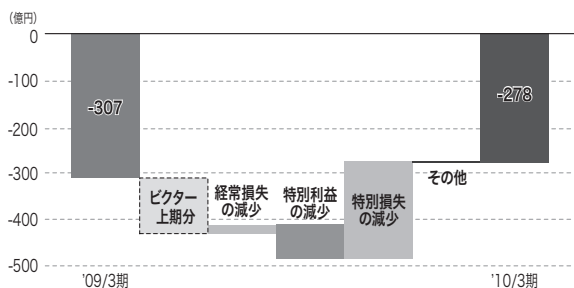 （億円）
0
-100
-200
-300
-400
-500
-307
ビクター
上期分
経常損失
の減少
特別利益
の減少
特別損失
の減少
その他
-278
'09/3期
'10/3期